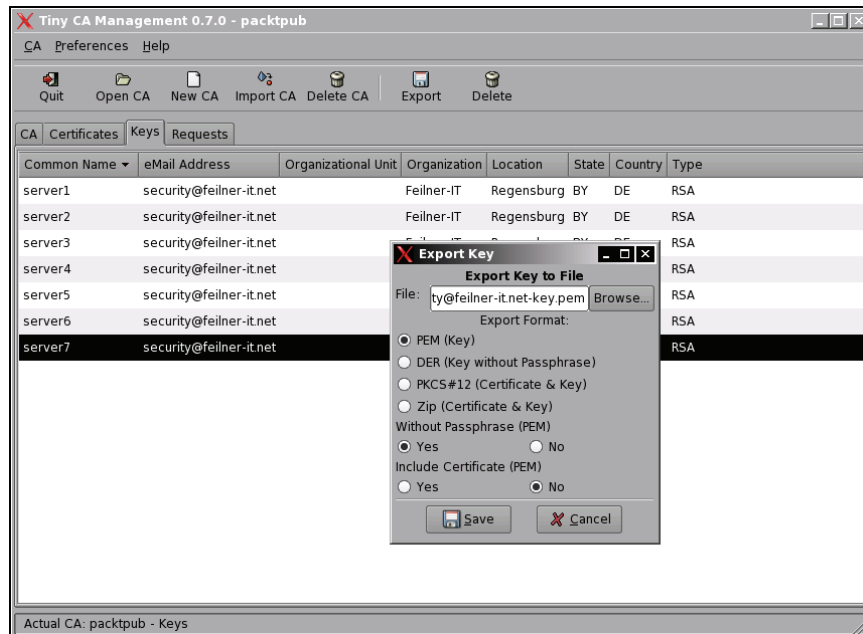 Tiny CA Management 0.7.0 - packtpub
CA Preferences Help
Quit Open CA New CA Import CA Delete CA Export Delete
CA Certificates Keys Requests
Common Name eMail Address Organizational Unit Organization Location State Country Type
server1 security@feilner-it.net Feilner-IT Regensburg BY DE RSA
server2 security@feilner-it.net Feilner-IT Regensburg BY DE RSA
server3 security@feilner-it.net RSA
server4 security@feilner-it.net RSA
server5 security@feilner-it.net RSA
server6 security@feilner-it.net RSA
server7 security@feilner-it.net RSA
Export Key
Export Key to File
File: ty@feilner-it.net-key.pem Browse...
Export Format:
PEM (Key)
DER (Key without Passphrase)
PKCS#12 (Certificate & Key)
Zip (Certificate & Key)
Without Passphrase (PEM)
Yes No
Include Certificate (PEM)
Yes No
Save Cancel
Actual CA: packtpub - Keys